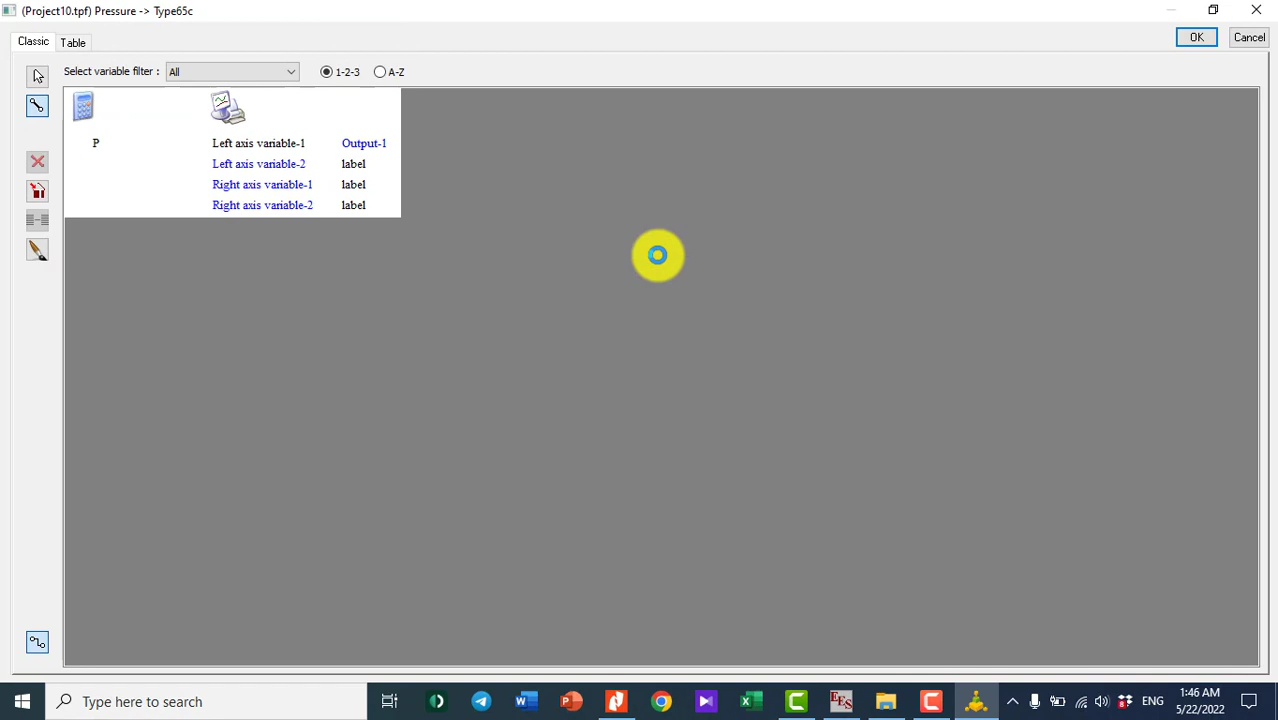 (Project10.tpf) Pressure -> Type65c
Classic
Table
OK
Cancel
Select variable filter :
All
1-2-3
A-Z
P
Left axis variable-1
Output-1
Left axis variable-2
label
Right axis variable-1
label
Right axis variable-2
label
Type here to search
EES
ENG
1:46 AM
5/22/2022